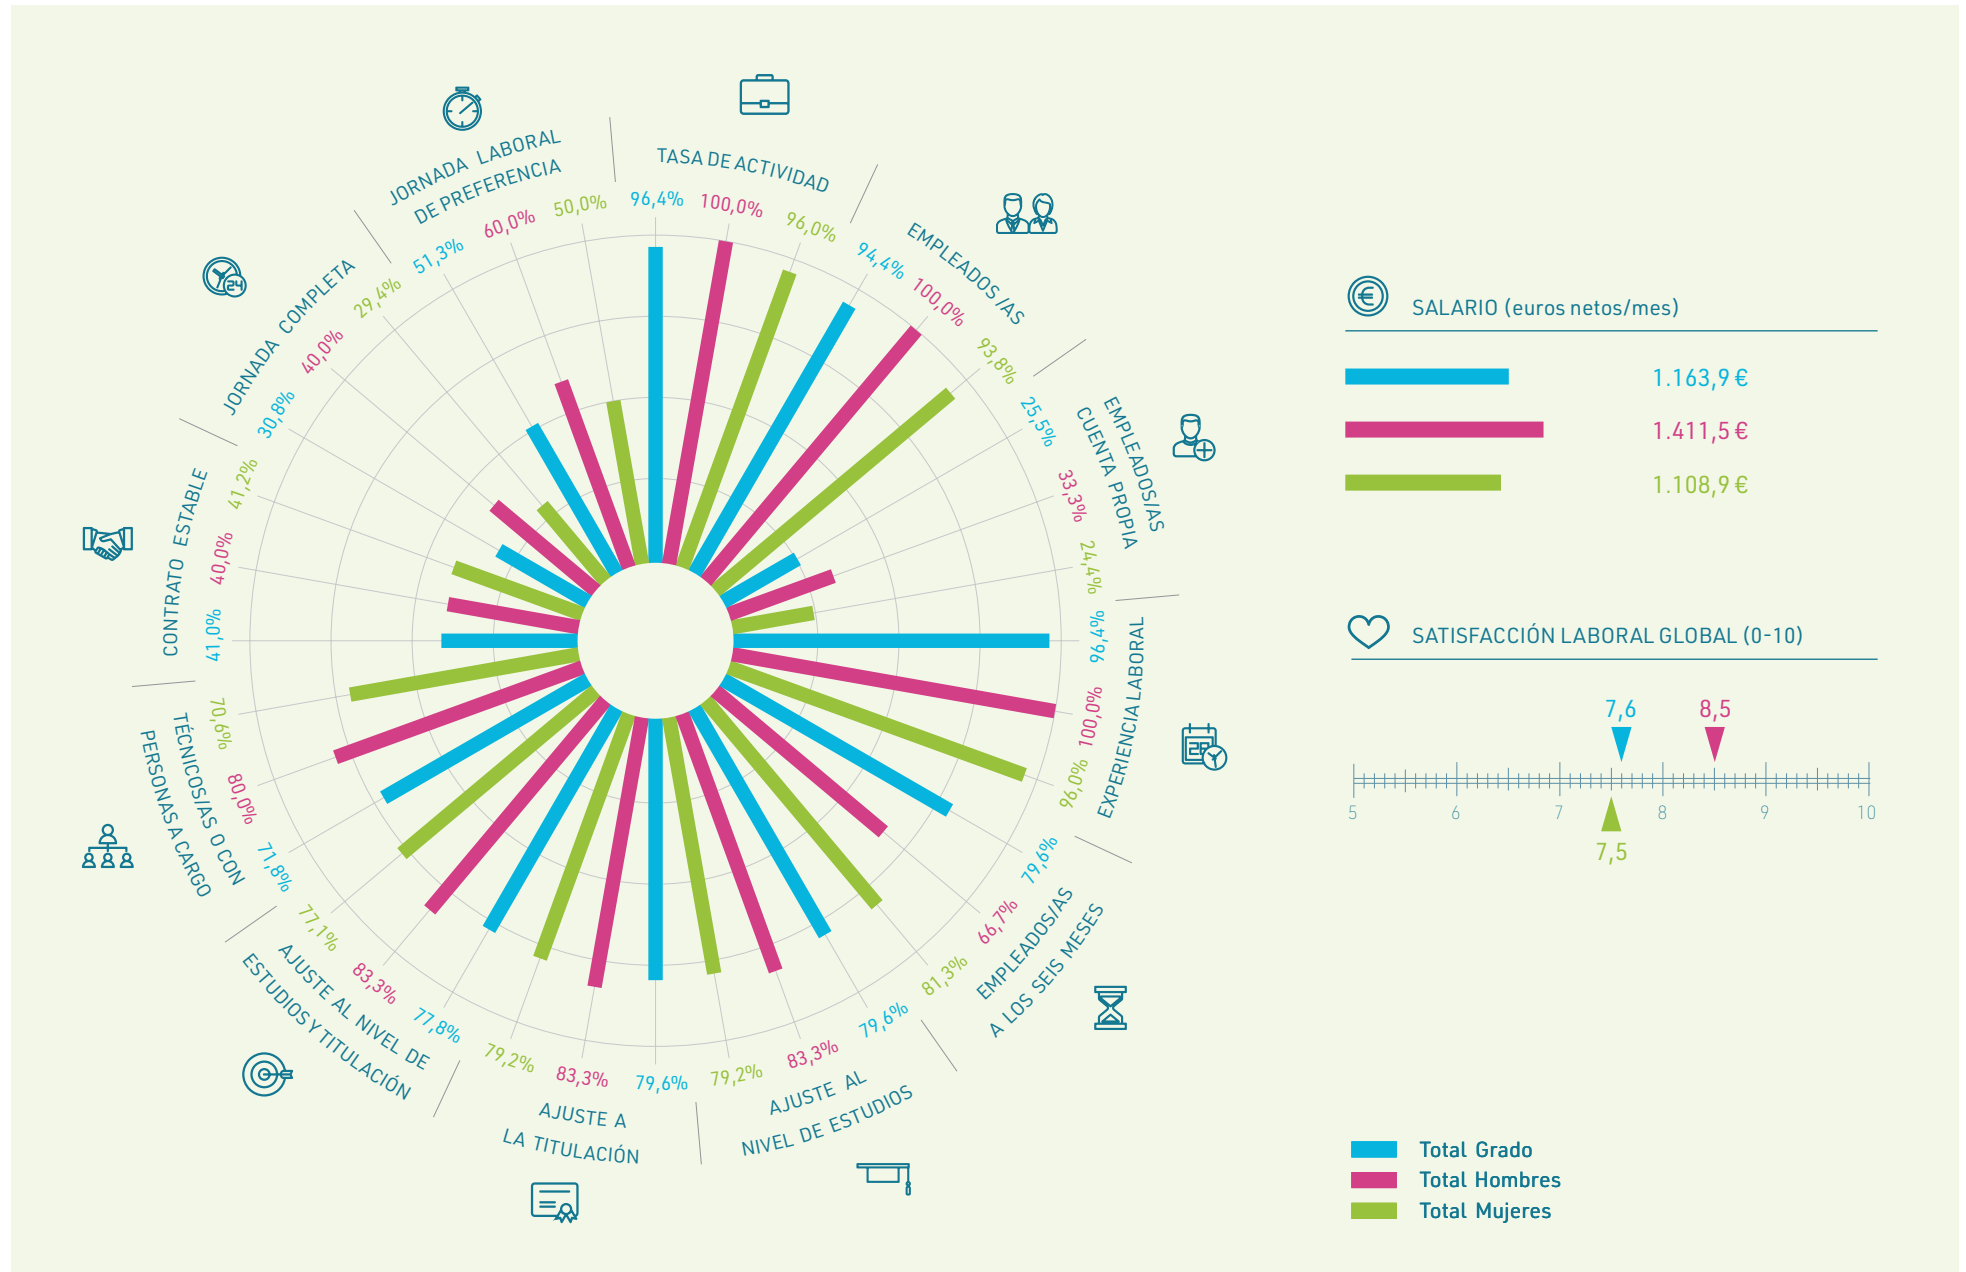 TASA DE ACTIVIDAD
96,4%
100,0%
96,0%
EMPLEADOS/AS
94,4%
100,0%
93,8%
EMPLEADOS/AS
CUENTA PROPIA
25,5%
33,3%
24,4%
EXPERIENCIA LABORAL
96,4%
100,0%
96,0%
EMPLEADOS/AS
A LOS SEIS MESES
79,6%
66,7%
81,3%
AJUSTE AL
NIVEL DE ESTUDIOS
79,6%
83,3%
79,2%
AJUSTE A
LA TITULACIÓN
79,6%
83,3%
79,2%
AJUSTE AL NIVEL DE
ESTUDIOS Y TITULACIÓN
77,8%
83,3%
77,1%
TÉCNICOS/AS O CON
PERSONAS A CARGO
71,8%
80,0%
70,6%
CONTRATO ESTABLE
41,0%
40,0%
41,2%
JORNADA COMPLETA
30,8%
40,0%
29,4%
JORNADA LABORAL
DE PREFERENCIA
51,3%
60,0%
50,0%
24
20
SALARIO (euros netos/mes)
1.163,9 €
1.411,5 €
1.108,9 €
SATISFACCIÓN LABORAL GLOBAL (0-10)
7,6 8,5
5 6 7 8 9 10
7,5
Total Grado
Total Hombres
Total Mujeres